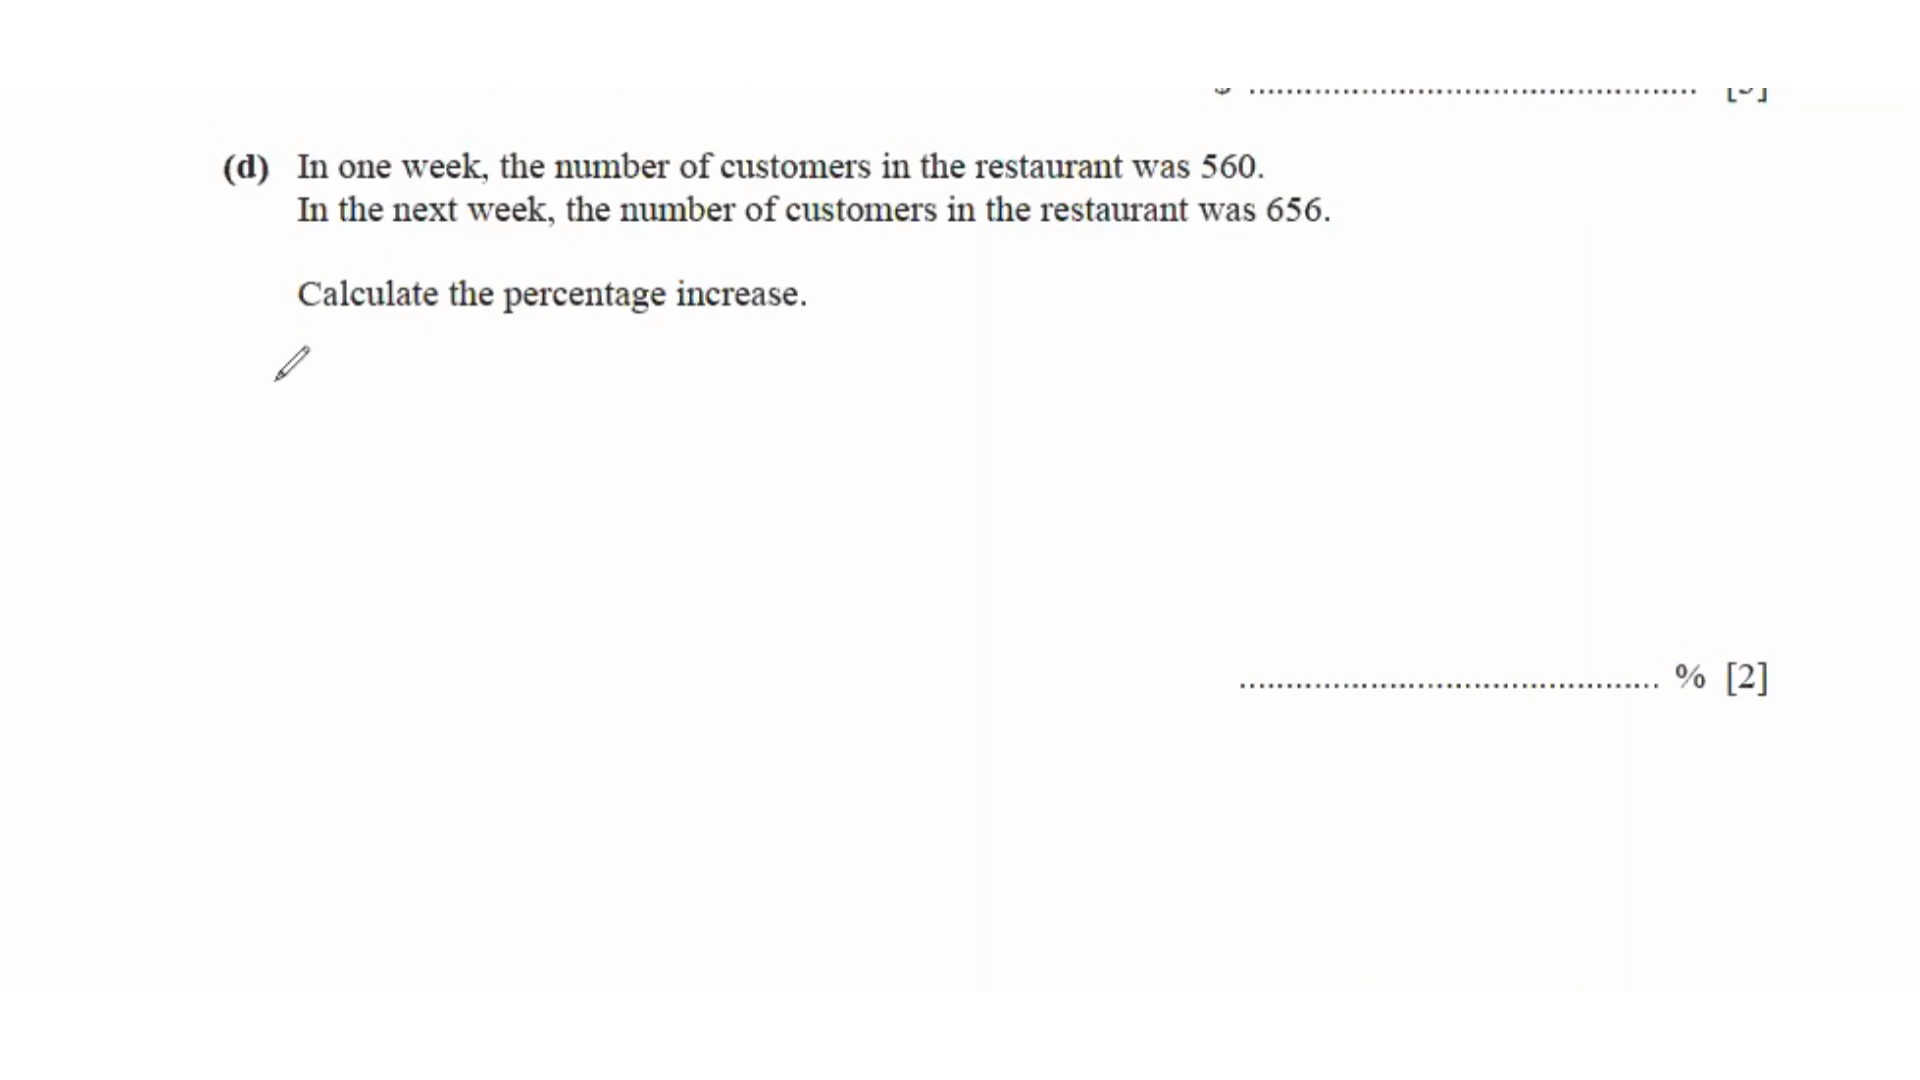 (d) In one week, the number of customers in the restaurant was 560.
In the next week, the number of customers in the restaurant was 656.
Calculate the percentage increase.
.............................................. % [2]